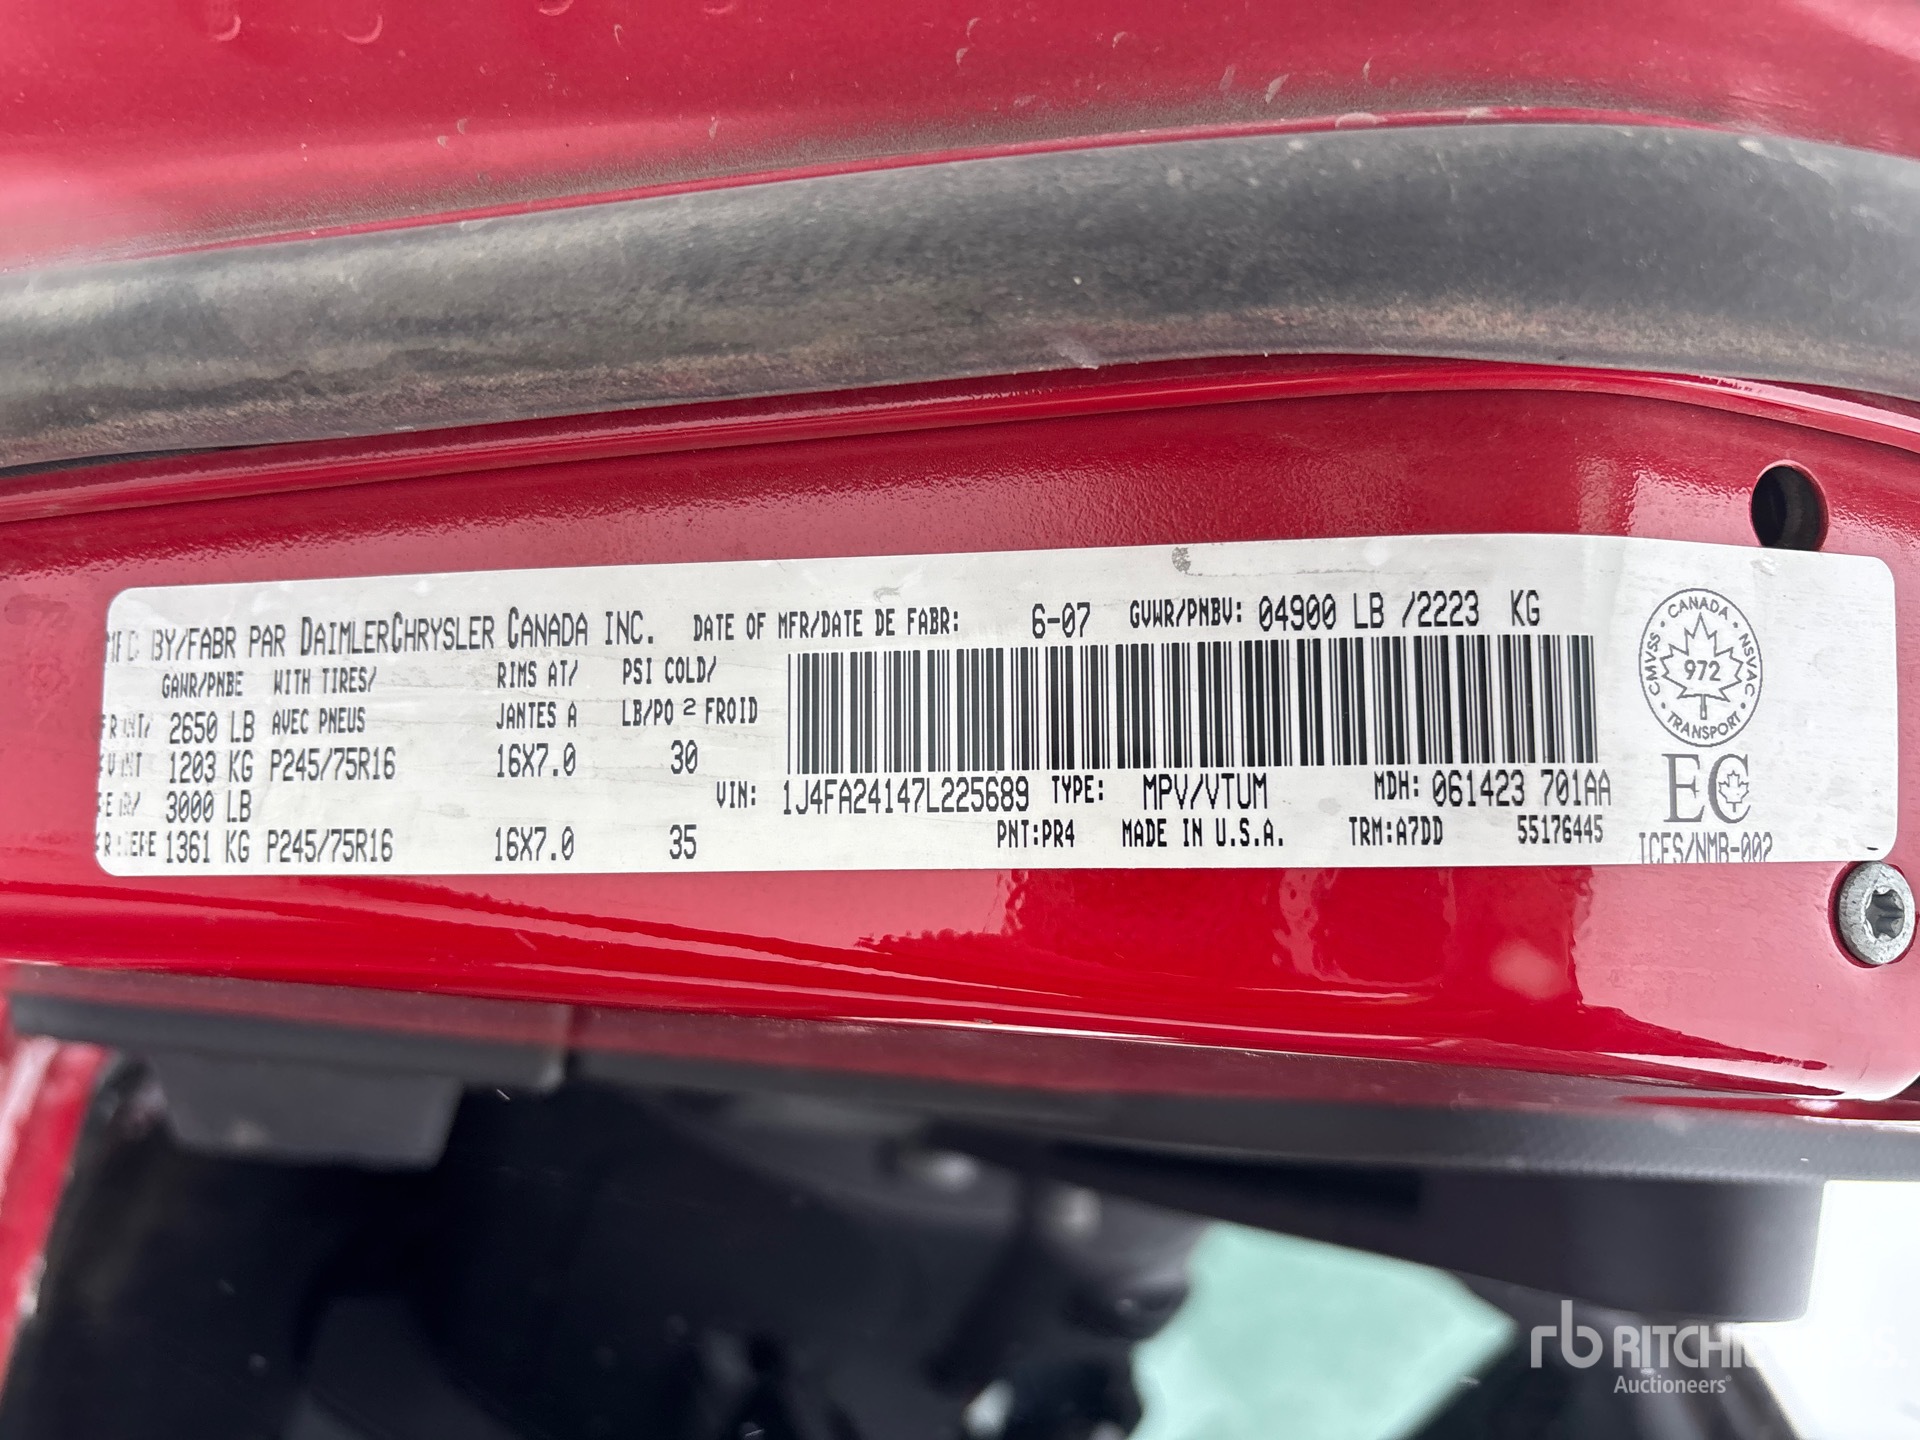 BY/FABR PAR DAIMLERCHRYSLER CANADA INC. DATE OF MFR/DATE DE FABR: 6-07 GVWR/PNBV: 04900 LB /2223 KG
GAWR/PNBE WITH TIRES/ RIMS AT/ PSI COLD/
2650 LB AVEC PNEUS JANTES A LB/PO 2 FROID
1203 KG P245/75R16 16X7.0 30
3000 LB
1361 KG P245/75R16 16X7.0 35
VIN: 1J4FA24147L225689 TYPE: MPV/VTUM MDH: 061423 701AA
PNT:PR4 MADE IN U.S.A. TRM:A7DD 55176445
CANADA
CMVSS 972 NSVAC
TRANSPORT
EC
ICES/NMB-002
rb RITCHIE
Auctioneers